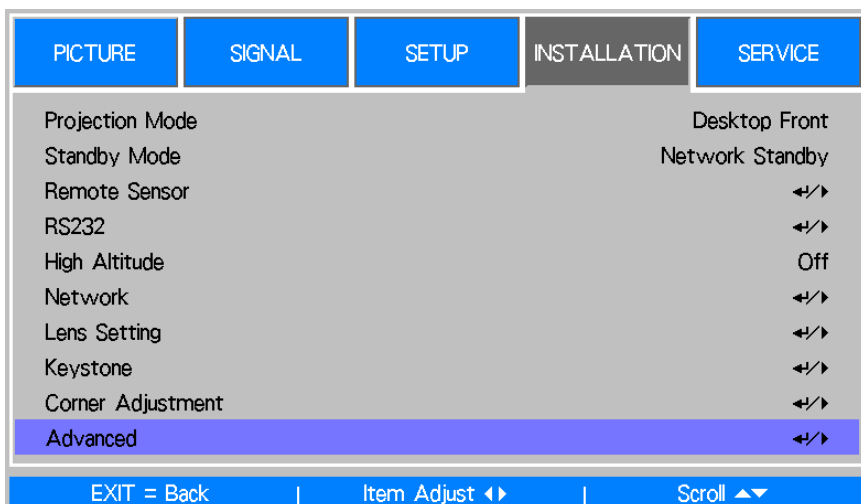 PICTURE SIGNAL SETUP INSTALLATION SERVICE
Projection Mode Desktop Front
Standby Mode Network Standby
Remote Sensor ↵/▶
RS232 ↵/▶
High Altitude Off
Network ↵/▶
Lens Setting ↵/▶
Keystone ↵/▶
Corner Adjustment ↵/▶
Advanced ↵/▶
EXIT = Back | Item Adjust ◀▶ | Scroll ▲▼